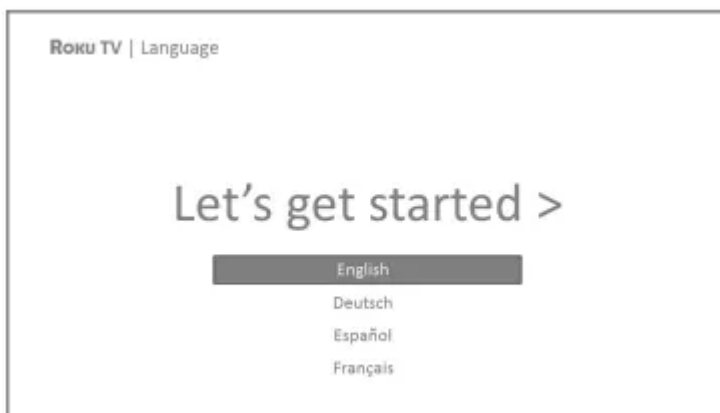 Roku TV | Language
Let's get started >
English
Deutsch
Español
Français